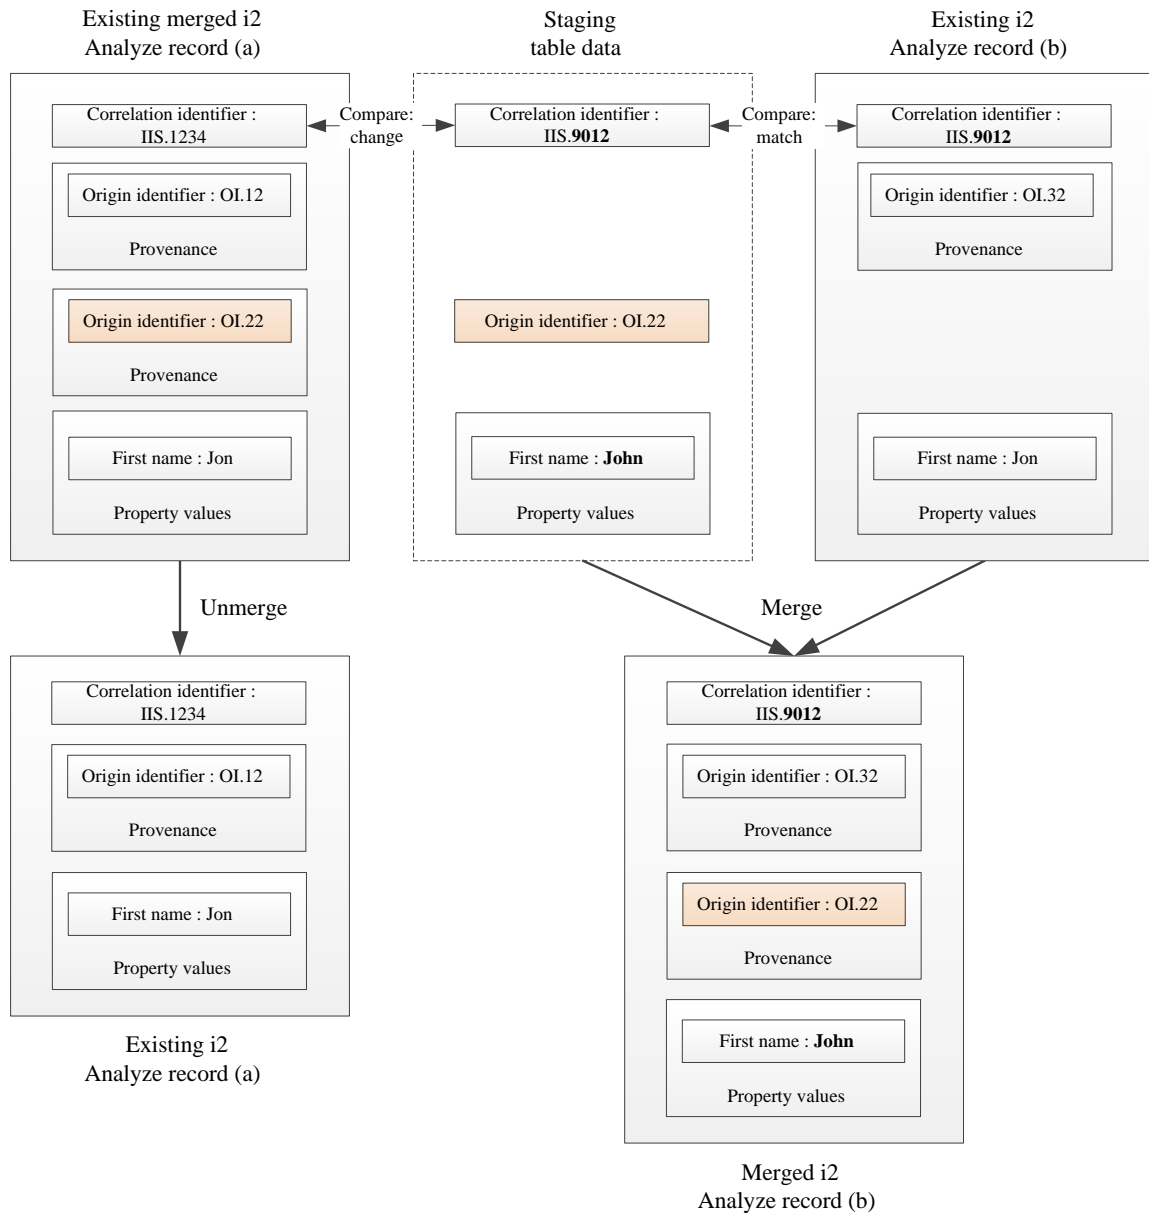 Existing merged i2
Analyze record (a)
Staging
table data
Existing i2
Analyze record (b)
Correlation identifier :
IIS.1234
Compare:
change
Correlation identifier :
IIS.9012
Compare:
match
Correlation identifier :
IIS.9012
Origin identifier : OI.12
Provenance
Origin identifier : OI.32
Provenance
Origin identifier : OI.22
Provenance
Origin identifier : OI.22
First name : Jon
Property values
First name : John
Property values
First name : Jon
Property values
Unmerge
Merge
Correlation identifier :
IIS.1234
Origin identifier : OI.12
Provenance
First name : Jon
Property values
Existing i2
Analyze record (a)
Correlation identifier :
IIS.9012
Origin identifier : OI.32
Provenance
Origin identifier : OI.22
Provenance
First name : John
Property values
Merged i2
Analyze record (b)